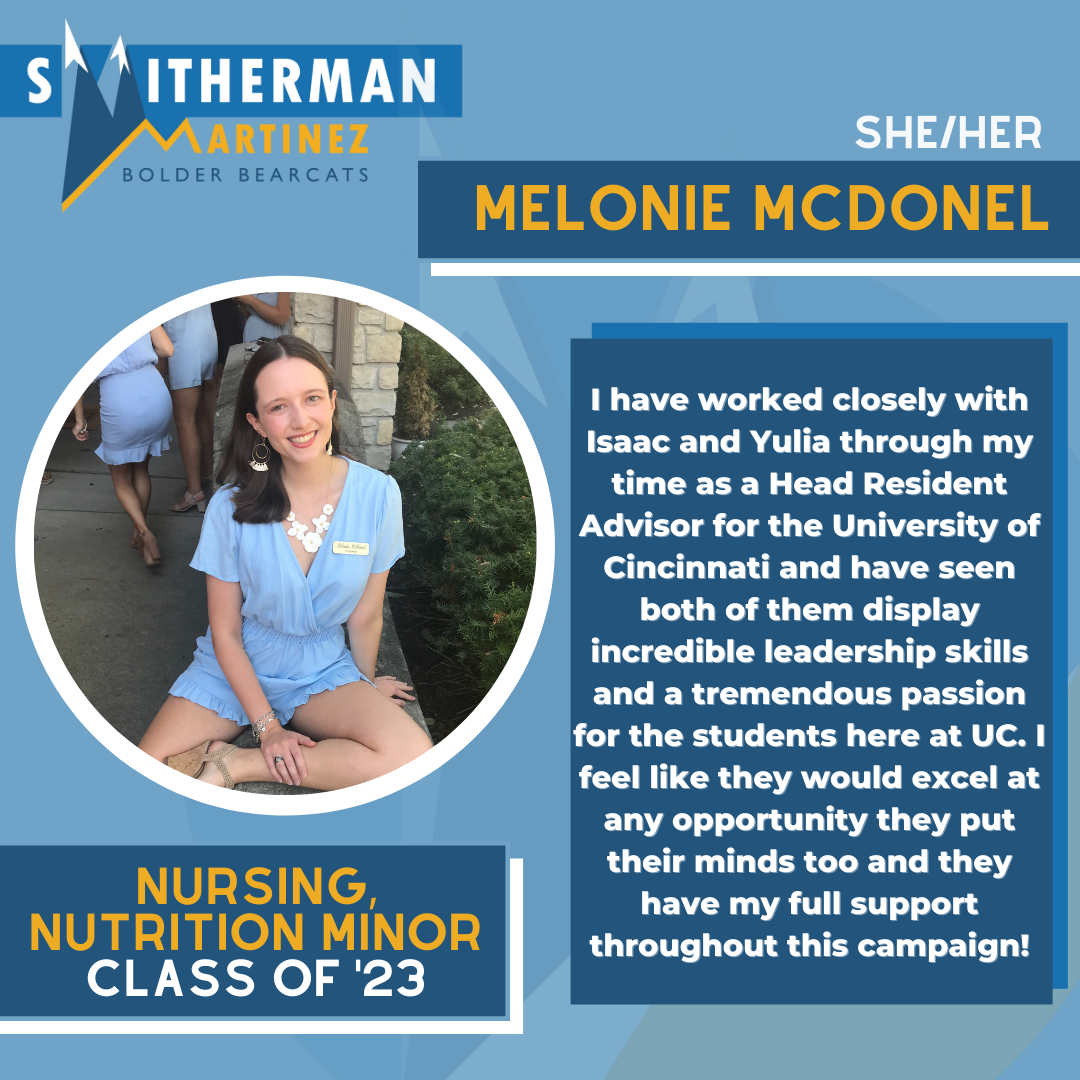 SMITHERMAN
MARTINEZ
BOLDER BEARCATS
SHE/HER
MELONIE MCDONEL
I have worked closely with
Isaac and Yulia through my
time as a Head Resident
Advisor for the University of
Cincinnati and have seen
both of them display
incredible leadership skills
and a tremendous passion
for the students here at UC. I
feel like they would excel at
any opportunity they put
their minds too and they
have my full support
throughout this campaign!
Melonie McDonel
NURSING,
NUTRITION MINOR
CLASS OF '23